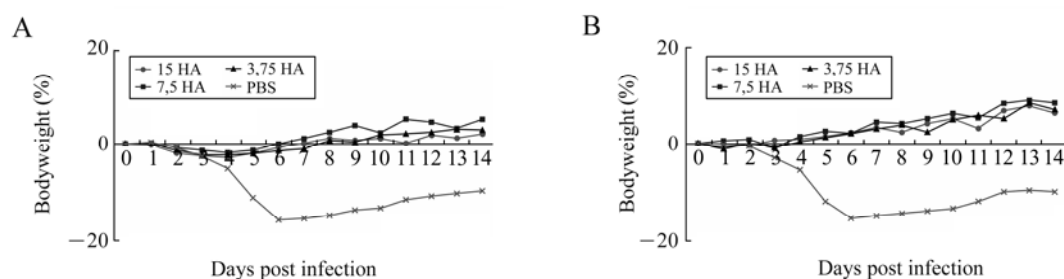 A
Bodyweight (%)
20
0
−20
15 HA
3,75 HA
7,5 HA
PBS
0 1 2 3 4 5 6 7 8 9 10 11 12 13 14
Days post infection
B
Bodyweight (%)
20
0
−20
15 HA
3,75 HA
7,5 HA
PBS
0 1 2 3 4 5 6 7 8 9 10 11 12 13 14
Days post infection